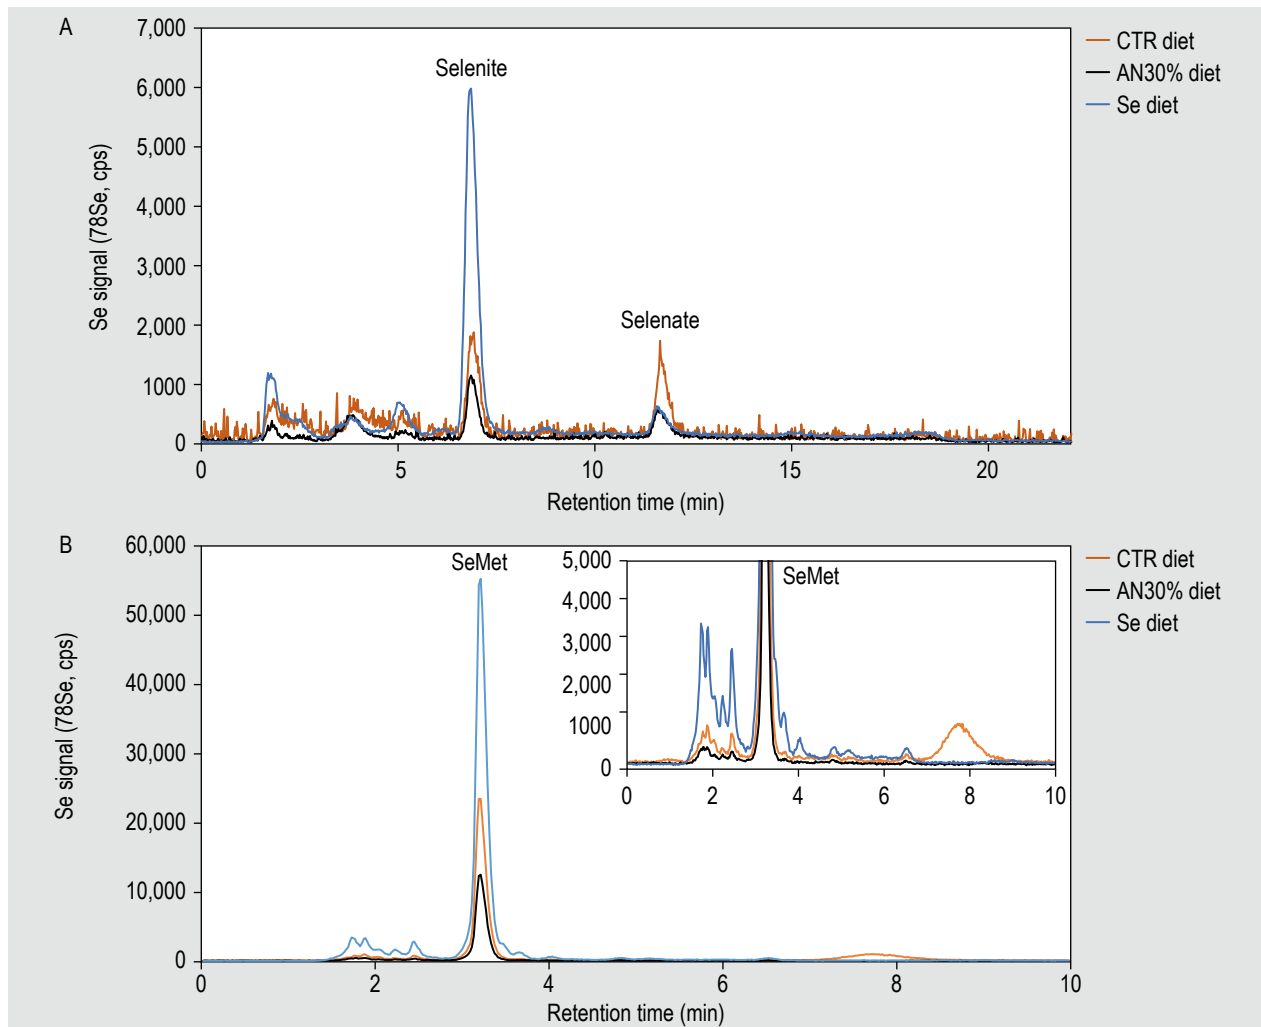 A
7,000
6,000
5,000
4,000
3,000
2,000
1000
0
Se signal (78Se, cps)
Selenite
Selenate
CTR diet
AN30% diet
Se diet
0 5 10 15 20
Retention time (min)
B
60,000
50,000
40,000
30,000
20,000
10,000
0
Se signal (78Se, cps)
SeMet
5,000
4,000
3,000
2,000
1000
0
SeMet
0 2 4 6 8 10
CTR diet
AN30% diet
Se diet
0 2 4 6 8 10
Retention time (min)